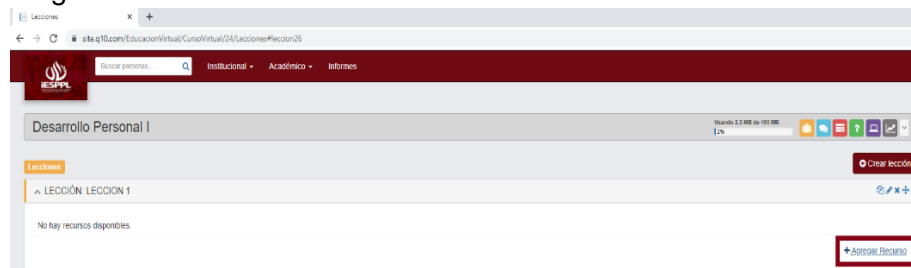 Lecciones
site.q10.com/EducacionVirtual/CursoVirtual/24/Lecciones#leccion26
IESPPL
Buscar personas...
Institucional
Académico
Informes
Desarrollo Personal I
Usando 2,3 MB de 100 MB
2%
Lecciones
Crear lección
LECCIÓN: LECCION 1
No hay recursos disponibles.
+ Agregar Recurso